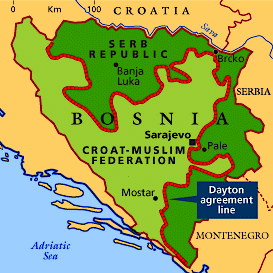 0 Km 100
CROATIA
Sava
SERB
REPUBLIC
Brcko
Banja
Luka
SERBIA
BOSNIA
Sarajevo
Pale
CROAT-MUSLIM
FEDERATION
Mostar
Dayton
agreement
line
MONTENEGRO
Adriatic
Sea